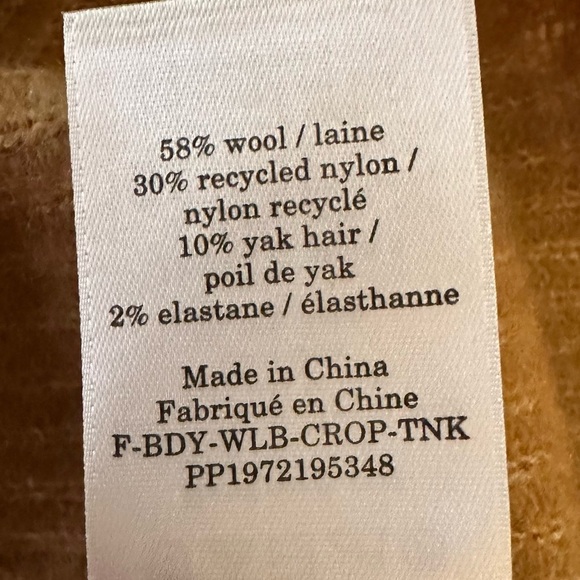 58% wool / laine
30% recycled nylon /
nylon recyclé
10% yak hair /
poil de yak
2% elastane / élasthanne
Made in China
Fabriqué en Chine
F-BDY-WLB-CROP-TNK
PP1972195348